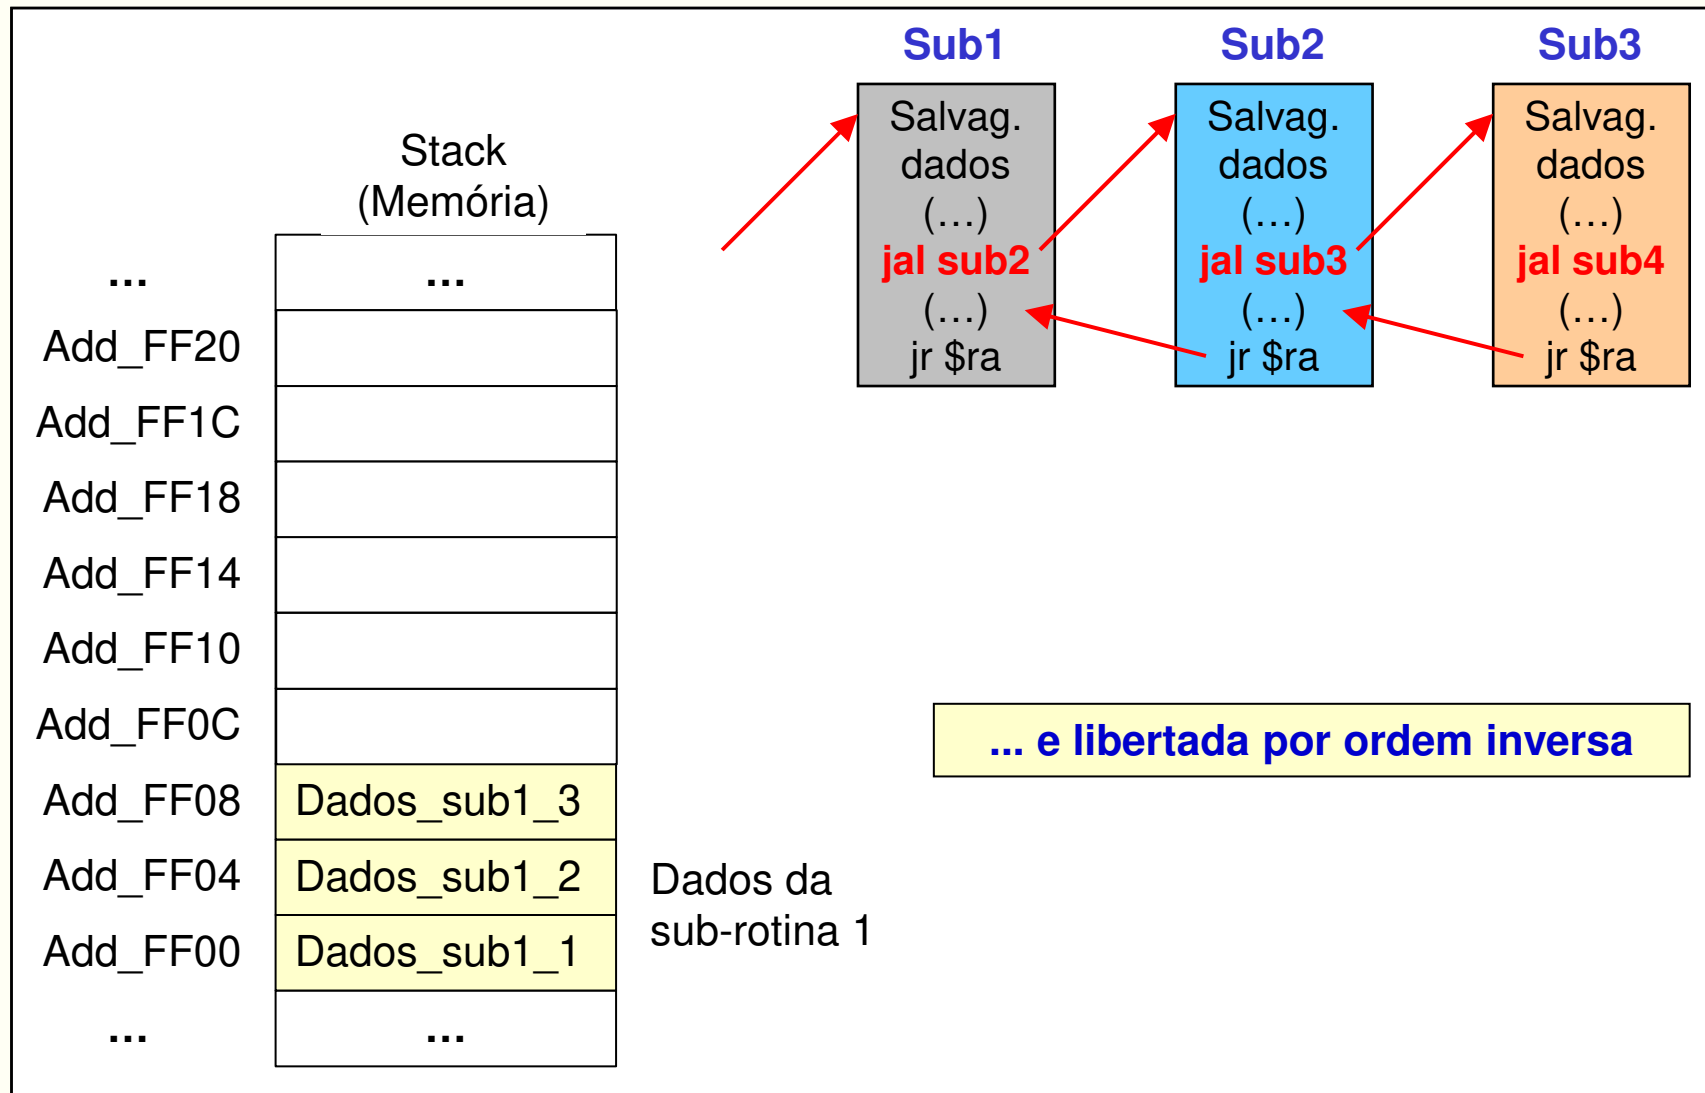 Sub1
Sub2
Sub3
Salvag.
dados
(...)
jal sub2
(...)
jr $ra
Salvag.
dados
(...)
jal sub3
(...)
jr $ra
Salvag.
dados
(...)
jal sub4
(...)
jr $ra
Stack
(Memória)
... ...
Add_FF20
Add_FF1C
Add_FF18
Add_FF14
Add_FF10
Add_FF0C
... e libertada por ordem inversa
Add_FF08 Dados_sub1_3
Add_FF04 Dados_sub1_2
Add_FF00 Dados_sub1_1
Dados da
sub-rotina 1
... ...